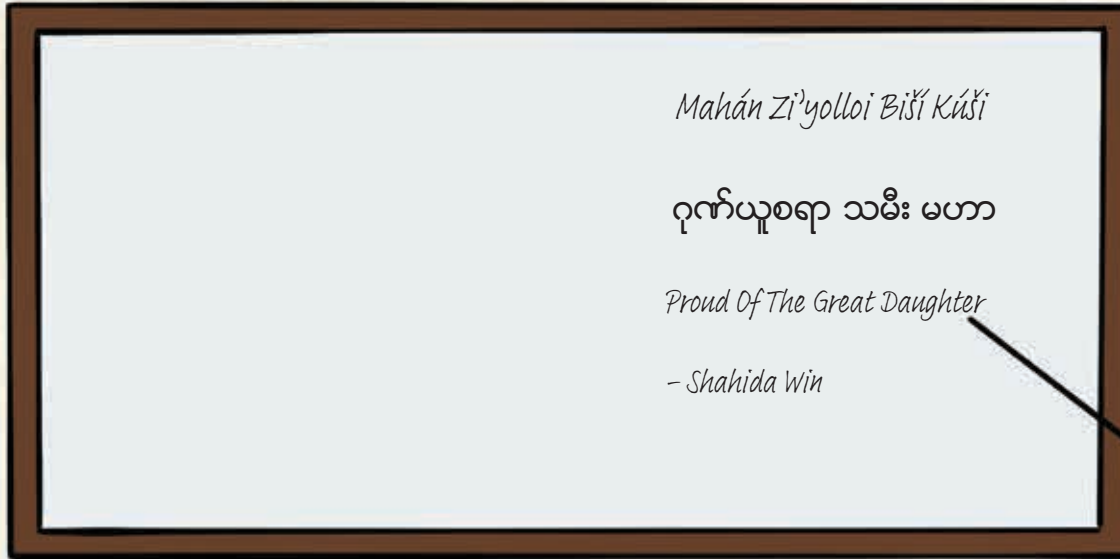 Mahán Zi'yolloi Biší Kúši
ဂုဏ်ယူစရာ သမီး မဟာ
Proud Of The Great Daughter
– Shahida Win